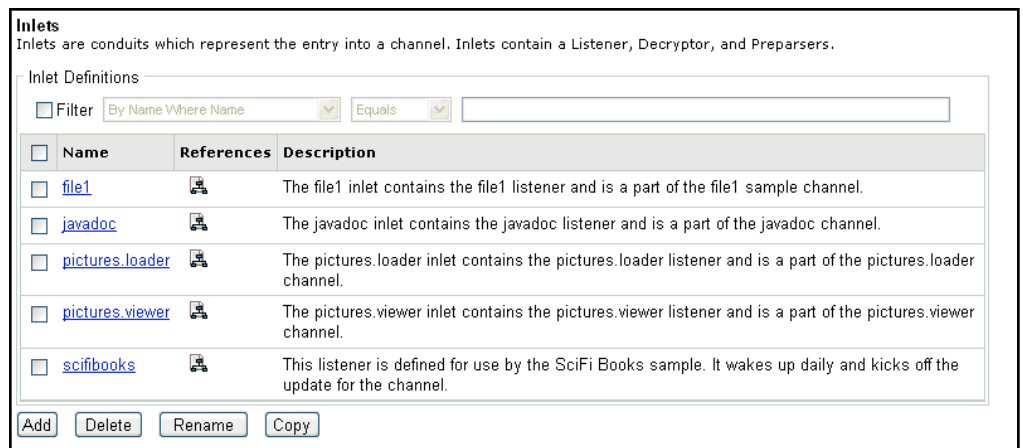 Inlets
Inlets are conduits which represent the entry into a channel. Inlets contain a Listener, Decryptor, and Preparsers.
Inlet Definitions
Filter By Name Where Name Equals
Name References Description
file1 The file1 inlet contains the file1 listener and is a part of the file1 sample channel.
javadoc The javadoc inlet contains the javadoc listener and is a part of the javadoc channel.
pictures.loader The pictures.loader inlet contains the pictures.loader listener and is a part of the pictures.loader
channel.
pictures.viewer The pictures.viewer inlet contains the pictures.viewer listener and is a part of the pictures.viewer
channel.
scifibooks This listener is defined for use by the SciFi Books sample. It wakes up daily and kicks off the
update for the channel.
Add Delete Rename Copy